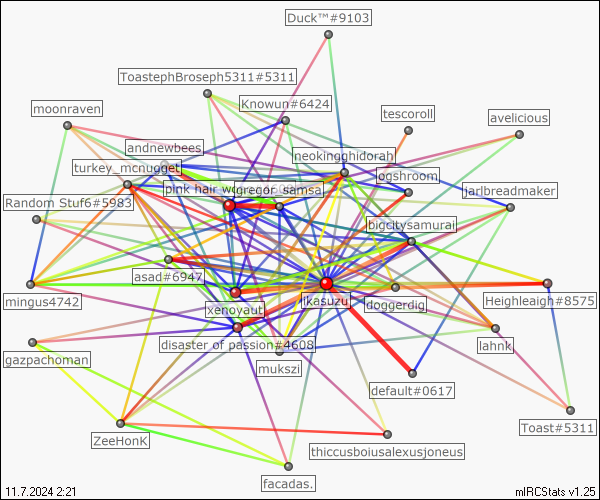 Duck™#9103
ToastephBroseph5311#5311
Knowun#6424
moonraven
tescoroll
avelicious
andnewbees
neokingghidorah
turkey_mcnugget
ogshroom
pink hair wo
gregor_samsa
jarlbreadmaker
Random Stuf6#5983
bigcitysamurai
asad#6947
mingus4742
xenoyaut
jkasuzu
doggerdig
Heighleaigh#8575
disaster of passion#4608
lahnk
gazpachoman
mukszi
default#0617
Toast#5311
ZeeHonK
thiccusboiusalexusjoneus
facadas.
11.7.2024 2:21
mIRCStats v1.25